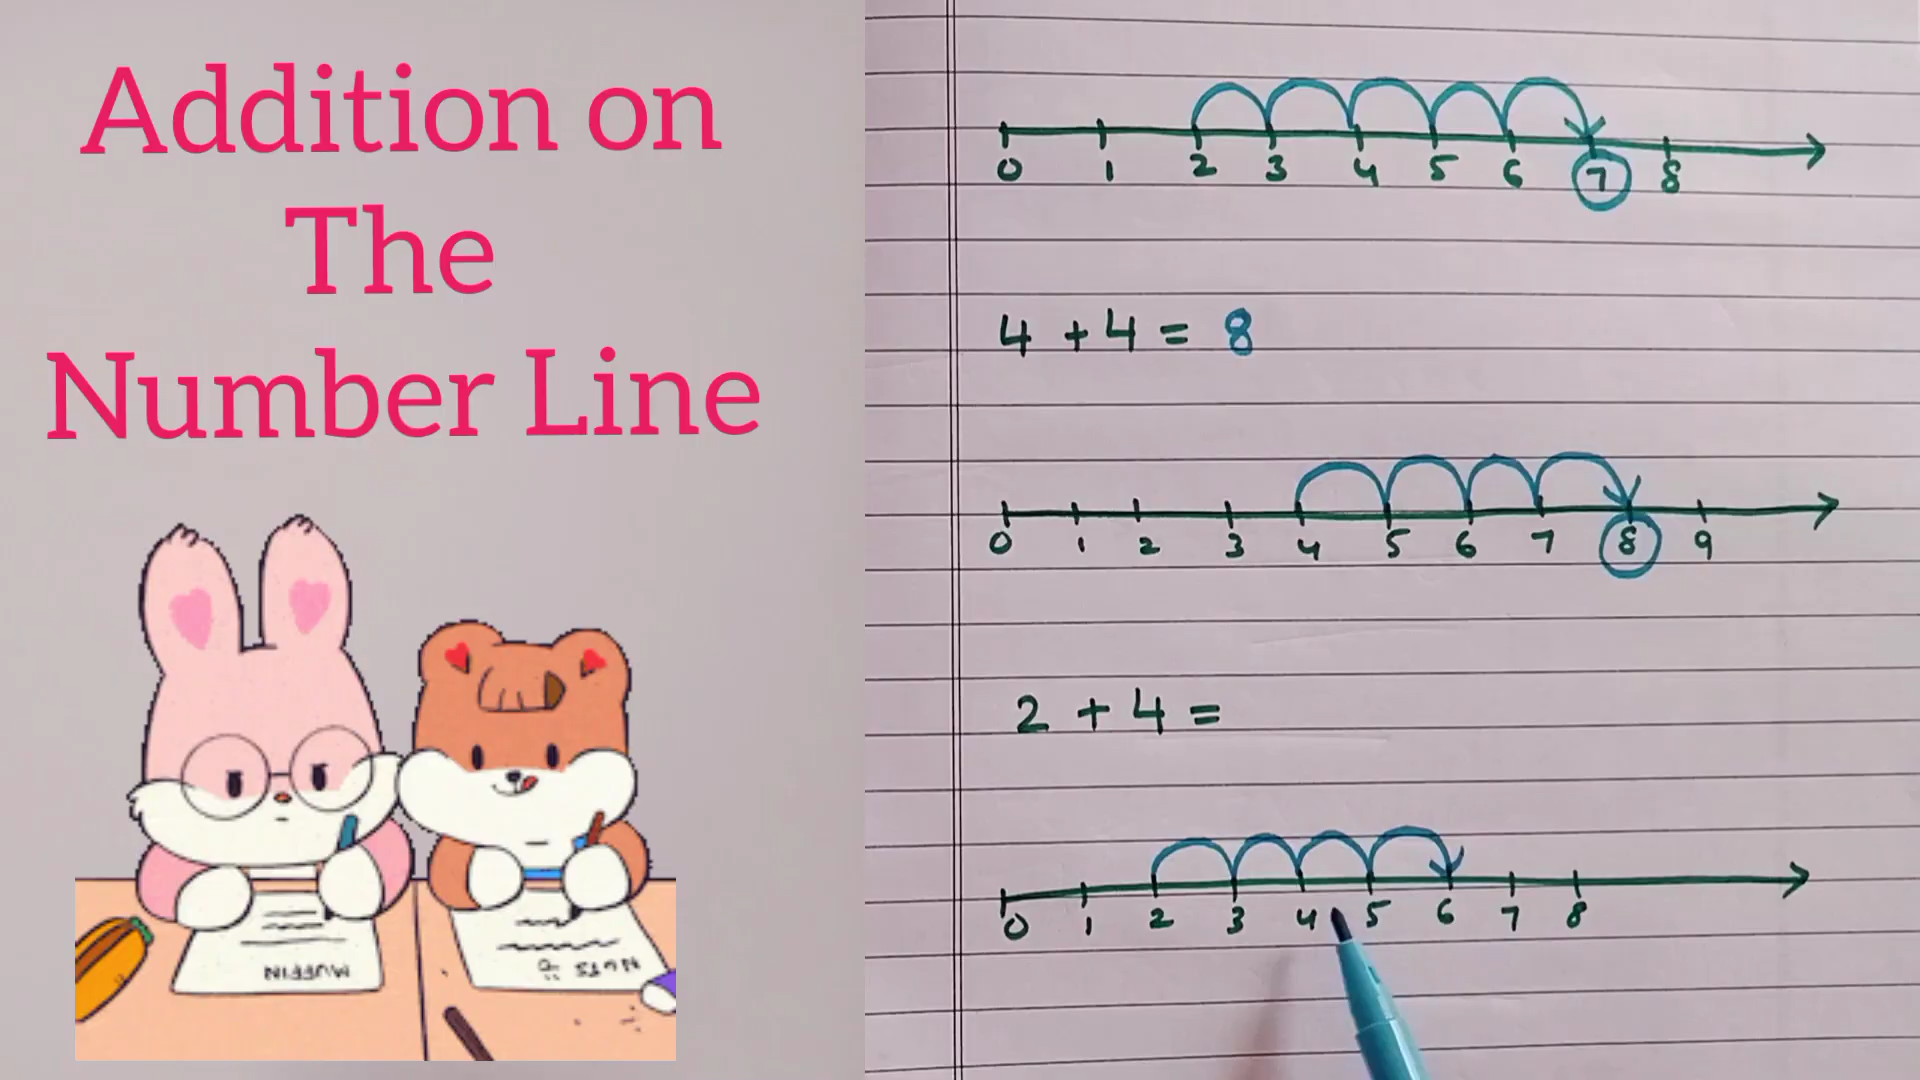 Addition on
The
Number Line
MUFFIN
0 1 2 3 4 5 6 7 8
4 + 4 = 8
0 1 2 3 4 5 6 7 8 9
2 + 4 =
0 1 2 3 4 5 6 7 8